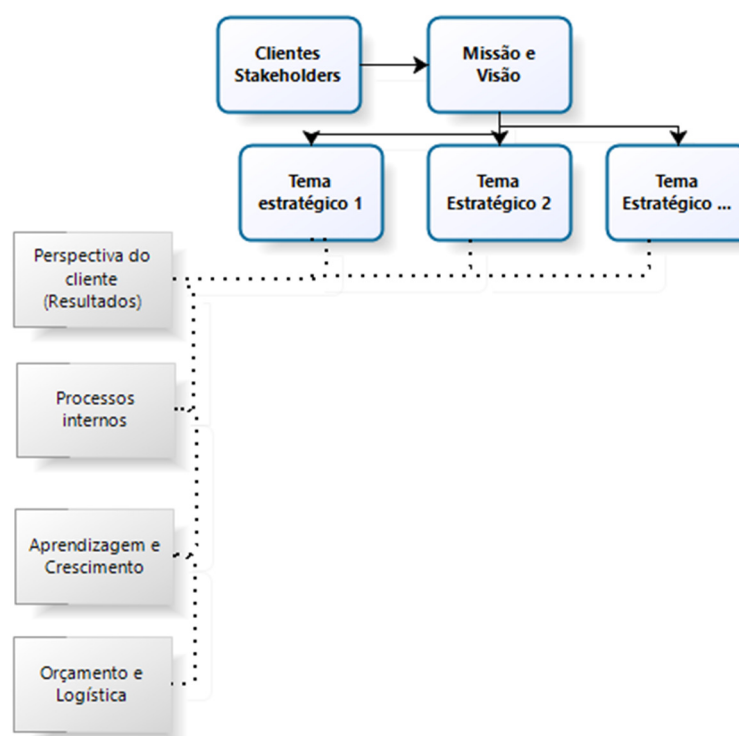 Clientes
Stakeholders
Missão e
Visão
Tema
estratégico 1
Tema
Estratégico 2
Tema
Estratégico ...
Perspectiva do
cliente
(Resultados)
Processos
internos
Aprendizagem e
Crescimento
Orçamento e
Logística